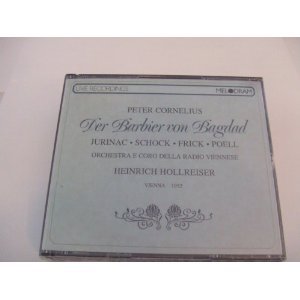 LIVE RECORDINGS
MELODRAM
PETER CORNELIUS
Der Barbier von Bagdad
JURINAC • SCHOCK • FRICK • POELL
ORCHESTRA E CORO DELLA RADIO VIENNESE
HEINRICH HOLLREISER
VIENNA 1952